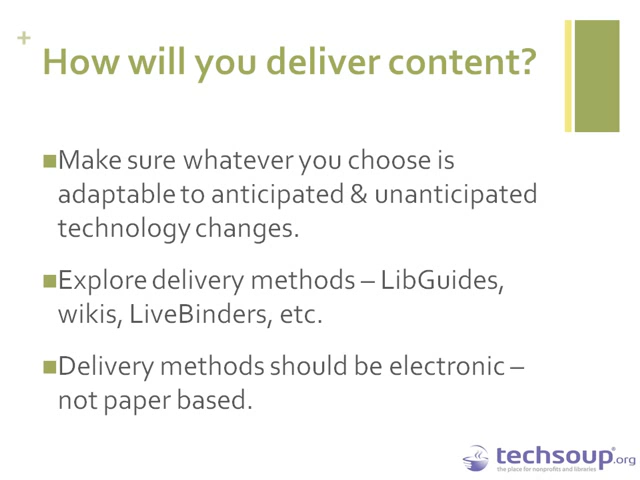 +
How will you deliver content?
■Make sure whatever you choose is
adaptable to anticipated & unanticipated
technology changes.
■Explore delivery methods – LibGuides,
wikis, LiveBinders, etc.
■Delivery methods should be electronic –
not paper based.
techsoup®.org
the place for nonprofits and libraries